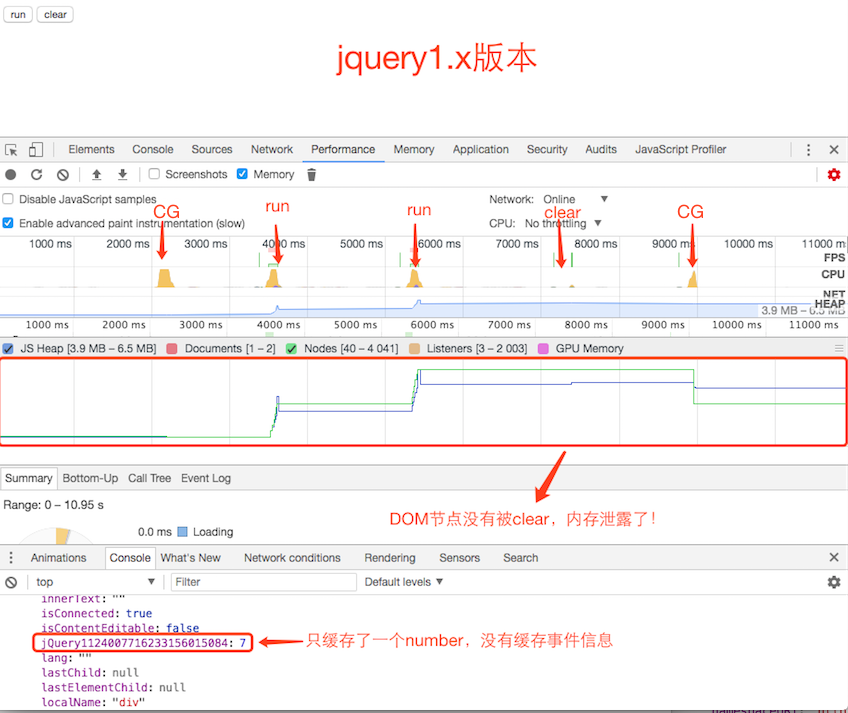 run clear
jquery1.x版本
Elements Console Sources Network Performance Memory Application Security Audits JavaScript Profiler
Screenshots Memory
Disable JavaScript samples Network: Online
Enable advanced paint instrumentation (slow) CPU: No throttling
CG run run clear CG
1000 ms 2000 ms 3000 ms 4000 ms 5000 ms 6000 ms 7000 ms 8000 ms 9000 ms 10000 ms 11000 m
FPS
CPU
NET
HEAP
3.9 MB – 6.5 MB
1000 ms 2000 ms 3000 ms 4000 ms 5000 ms 6000 ms 7000 ms 8000 ms 9000 ms 10000 ms 11000 ms
JS Heap [3.9 MB – 6.5 MB] Documents [1 – 2] Nodes [40 – 4 041] Listeners [3 – 2 003] GPU Memory
Summary Bottom-Up Call Tree Event Log
Range: 0 – 10.95 s
DOM节点没有被clear，内存泄露了！
0.0 ms Loading
Animations Console What's New Network conditions Rendering Sensors Search
top Filter Default levels
innerText: ""
isConnected: true
isContentEditable: false
jQuery1124007716233156015084: 7
只缓存了一个number，没有缓存事件信息
lang: ""
lastChild: null
lastElementChild: null
localName: "div"